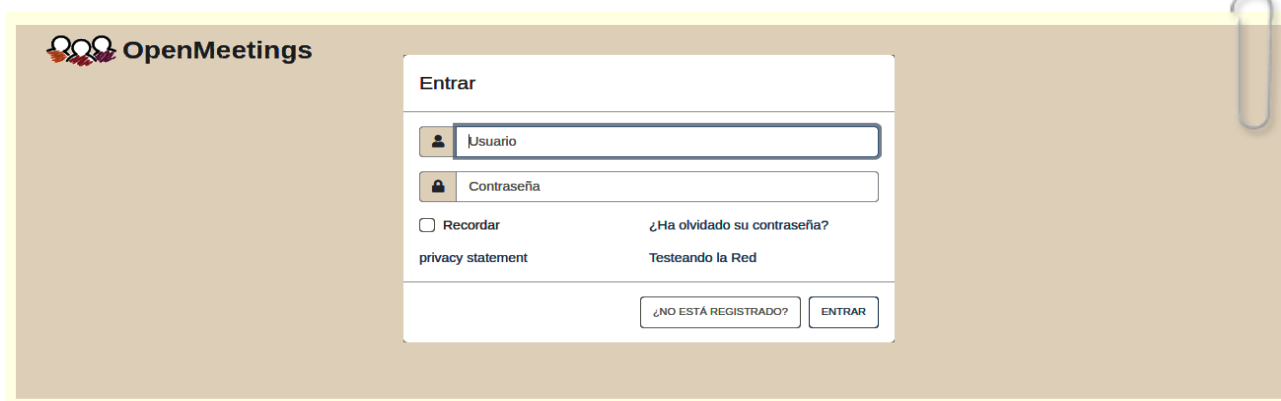 OpenMeetings
Entrar
Usuario
Contraseña
Recordar
¿Ha olvidado su contraseña?
privacy statement
Testeando la Red
¿NO ESTÁ REGISTRADO?
ENTRAR